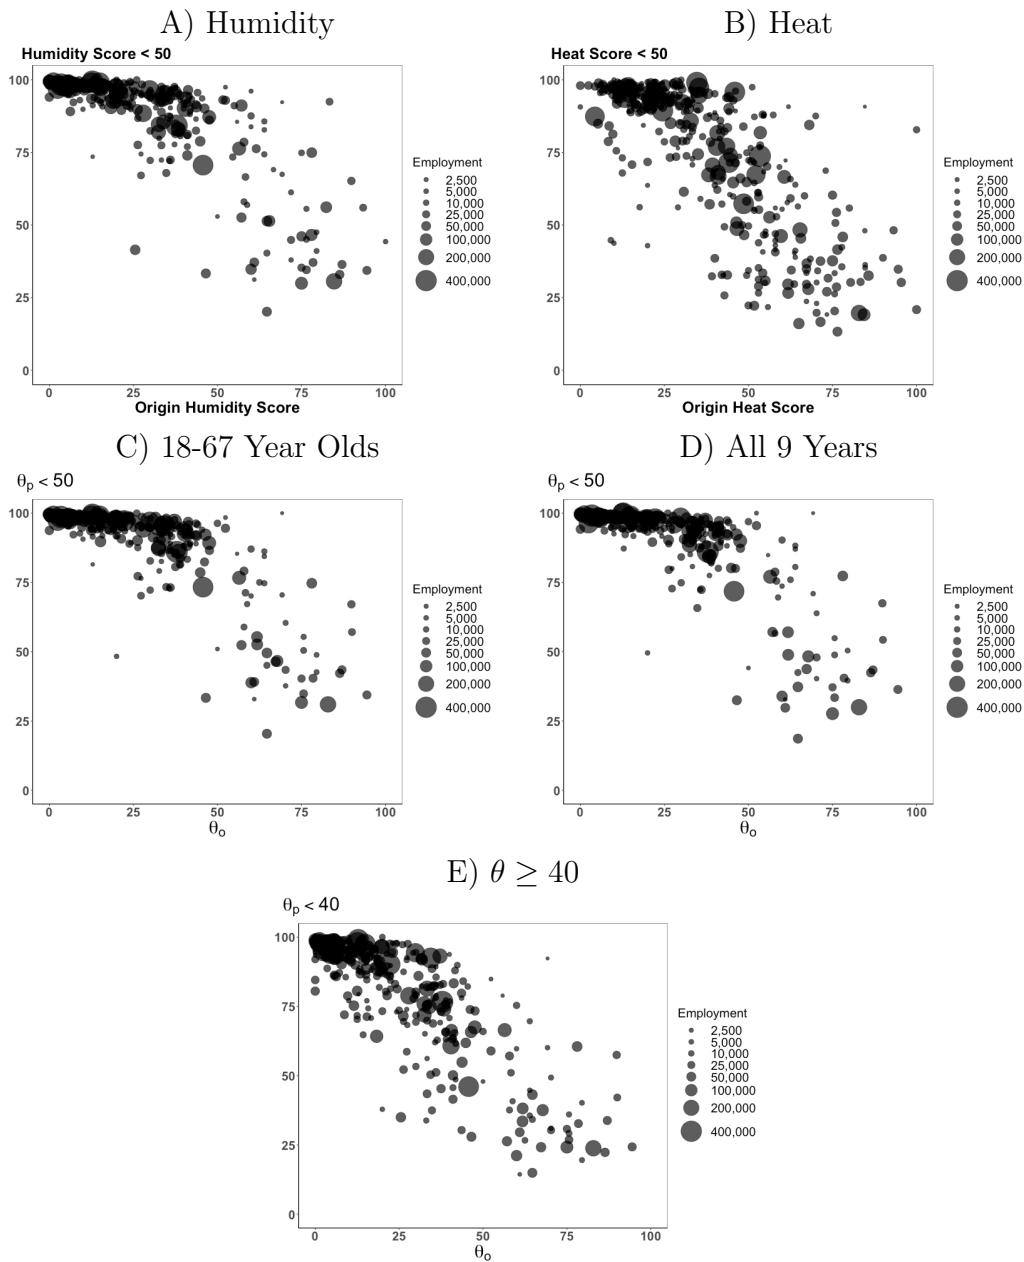 A) Humidity
Humidity Score < 50
100
75
50
25
0
0 25 50 75 100
Origin Humidity Score
Employment
2,500
5,000
10,000
25,000
50,000
100,000
200,000
400,000
B) Heat
Heat Score < 50
100
75
50
25
0
0 25 50 75 100
Origin Heat Score
Employment
2,500
5,000
10,000
25,000
50,000
100,000
200,000
400,000
C) 18-67 Year Olds
θp < 50
100
75
50
25
0
0 25 50 75 100
θo
Employment
2,500
5,000
10,000
25,000
50,000
100,000
200,000
400,000
D) All 9 Years
θp < 50
100
75
50
25
0
0 25 50 75 100
θo
Employment
2,500
5,000
10,000
25,000
50,000
100,000
200,000
400,000
E) θ ≥ 40
θp < 40
100
75
50
25
0
0 25 50 75 100
θo
Employment
2,500
5,000
10,000
25,000
50,000
100,000
200,000
400,000